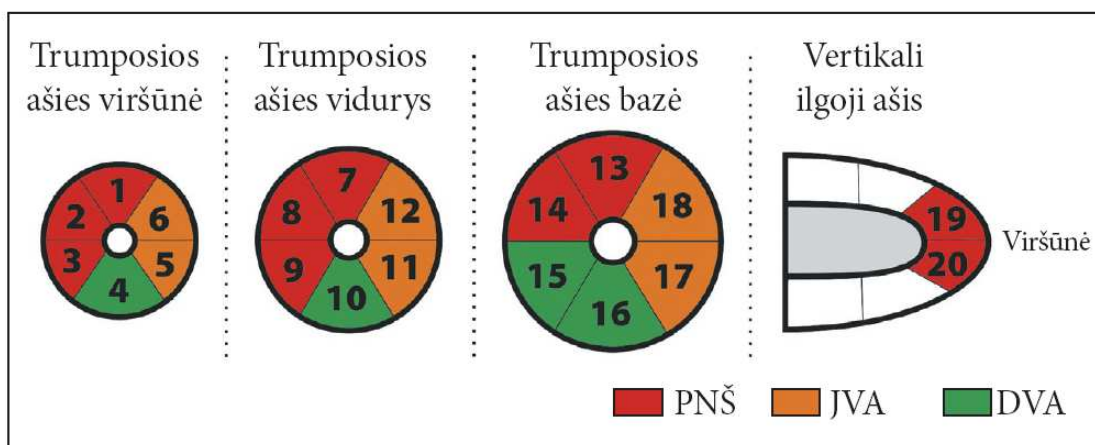 Trumposios
ašies viršūnė
Trumposios
ašies vidurys
Trumposios
ašies bazė
Vertikali
ilgoji ašis
1
2
6
3
5
4
7
8
12
9
11
10
13
14
18
15
17
16
19
20
Viršūnė
PNŠ
JVA
DVA